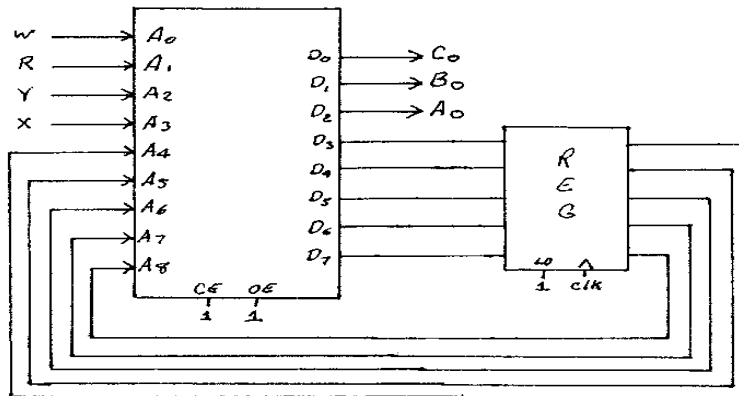 W
R
Y
X
A0
A1
A2
A3
A4
A5
A6
A7
A8
CE
OE
1
1
D0
D1
D2
D3
D4
D5
D6
D7
C0
B0
A0
R
E
G
LD
1
clk